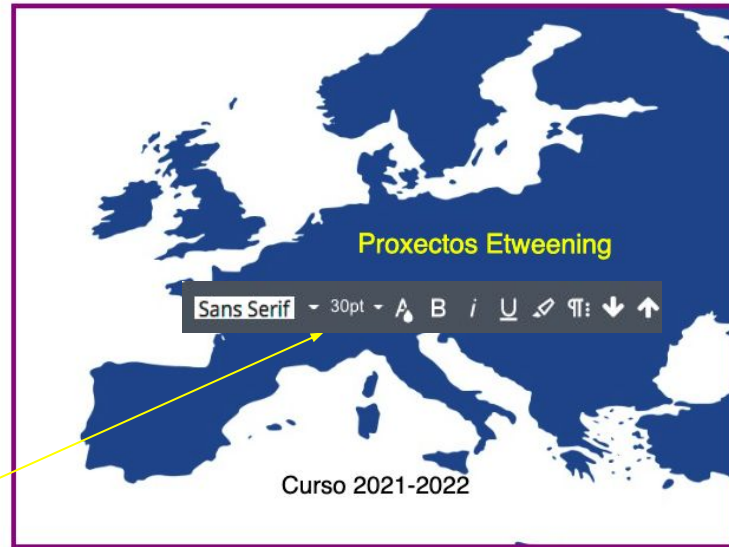 Proxectos Etweening
Sans Serif 30pt A B i U ¶
Curso 2021-2022